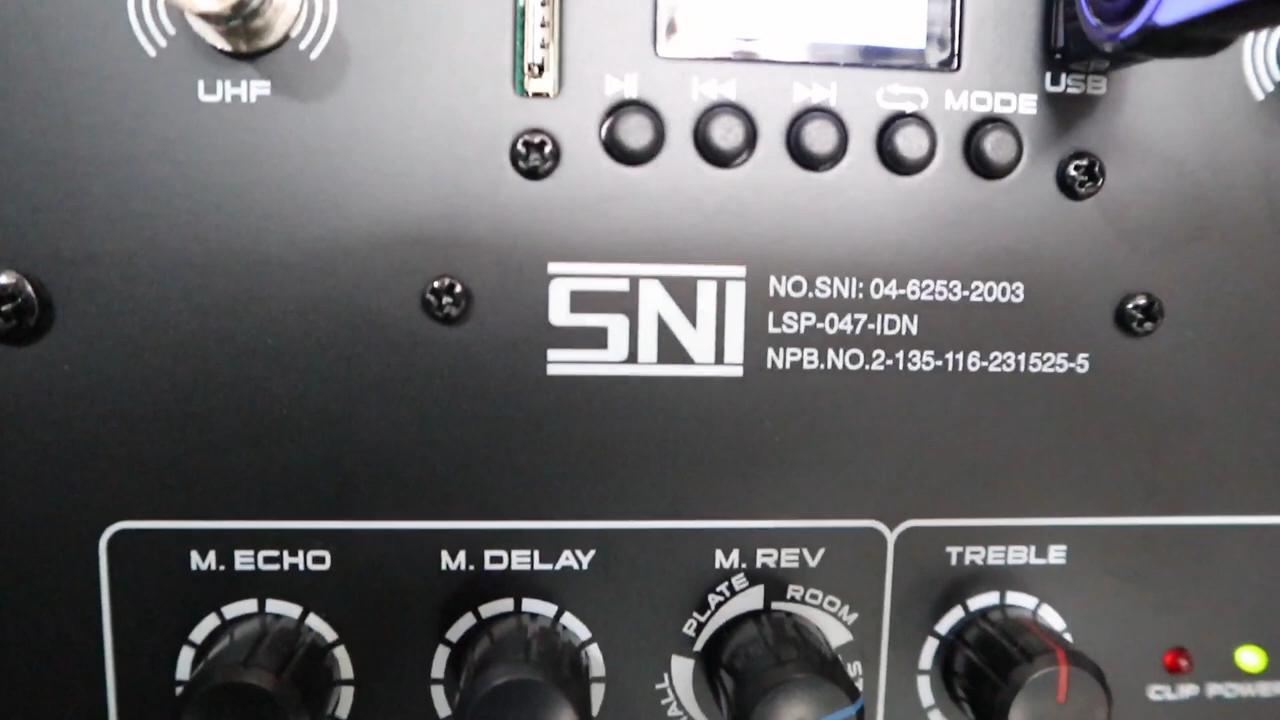 UHF
USB
MODE
SNI
NO.SNI: 04-6253-2003
LSP-047-IDN
NPB.NO.2-135-116-231525-5
M. ECHO
M. DELAY
M. REV
TREBLE
PLATE
ROOM
CLIP POWER